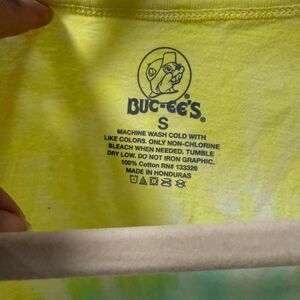 BUC-EE'S®
S
MACHINE WASH COLD WITH
LIKE COLORS. ONLY NON-CHLORINE
BLEACH WHEN NEEDED. TUMBLE
DRY LOW. DO NOT IRON GRAPHIC.
100% Cotton RN# 133326
MADE IN HONDURAS